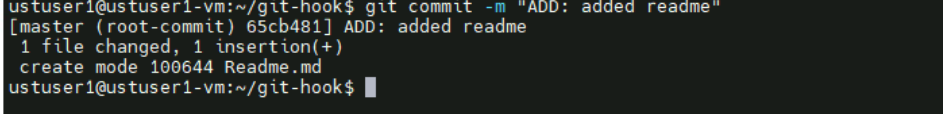 ustuser1@ustuser1-vm:~/git-hook$ git commit -m "ADD: added readme"
[master (root-commit) 65cb481] ADD: added readme
 1 file changed, 1 insertion(+)
 create mode 100644 Readme.md
ustuser1@ustuser1-vm:~/git-hook$